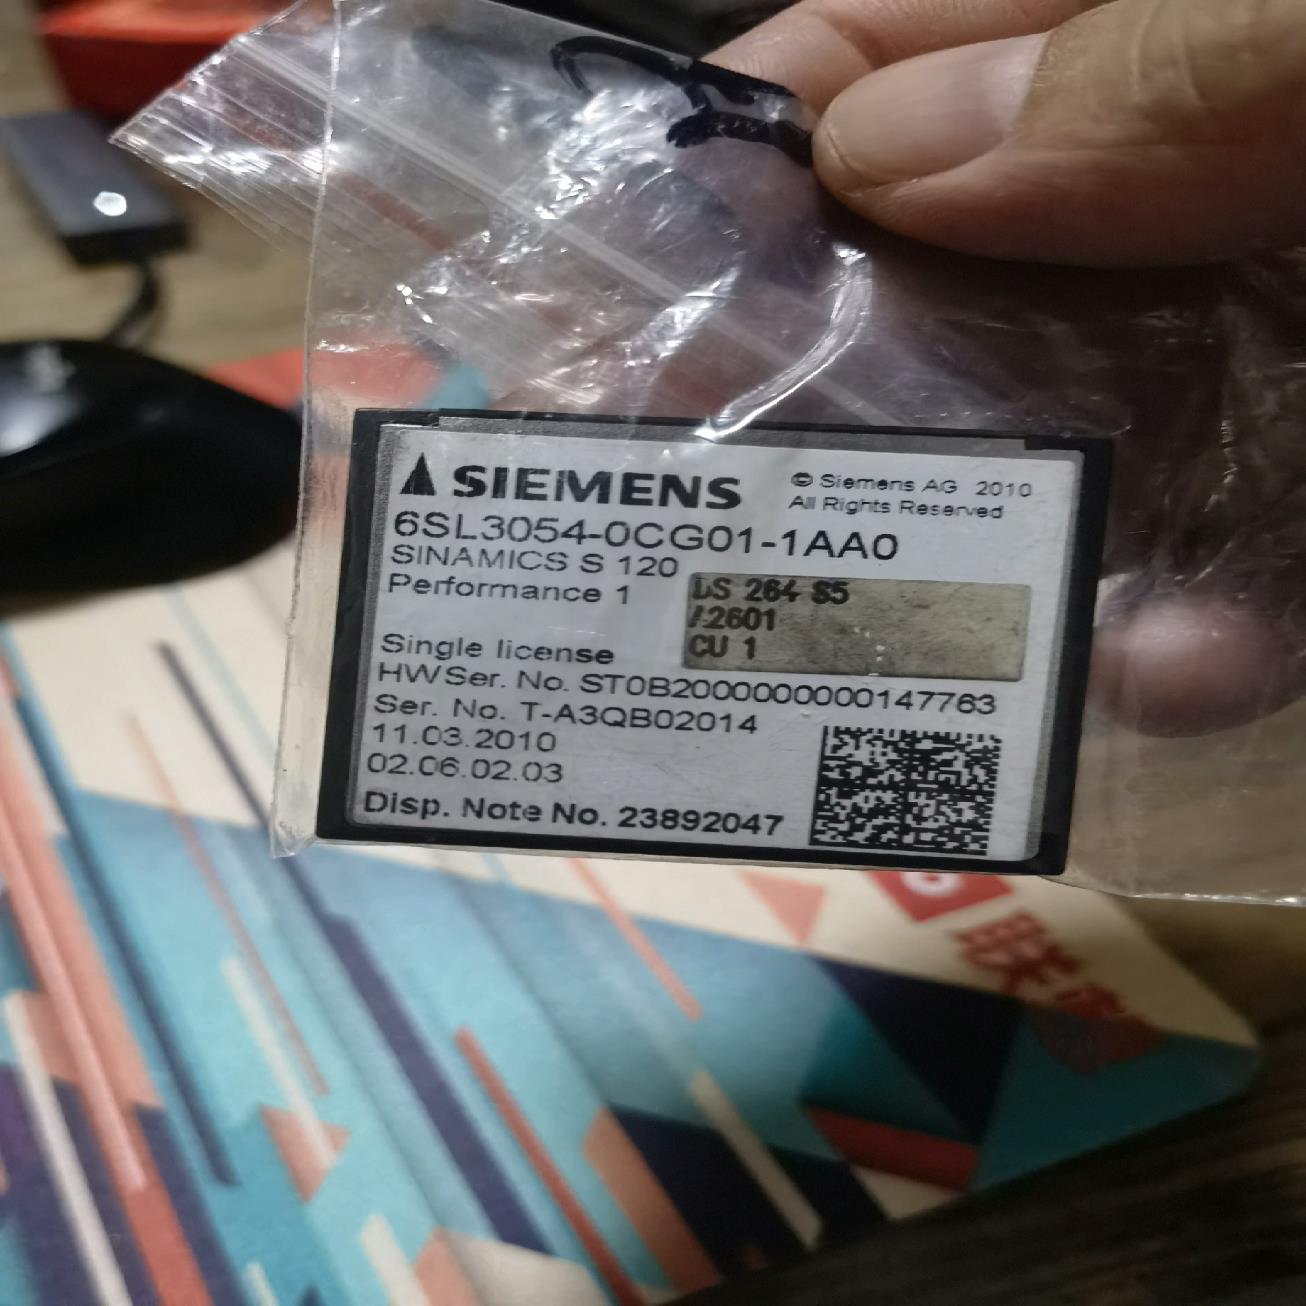 SIEMENS
© Siemens AG 2010
All Rights Reserved
6SL3054-0CG01-1AA0
SINAMICS S 120
Performance 1
DS 264 S5
/2601
CU 1
Single license
HWSer. No. ST0B2000000000147763
Ser. No. T-A3QB02014
11.03.2010
02.06.02.03
Disp. Note No. 23892047